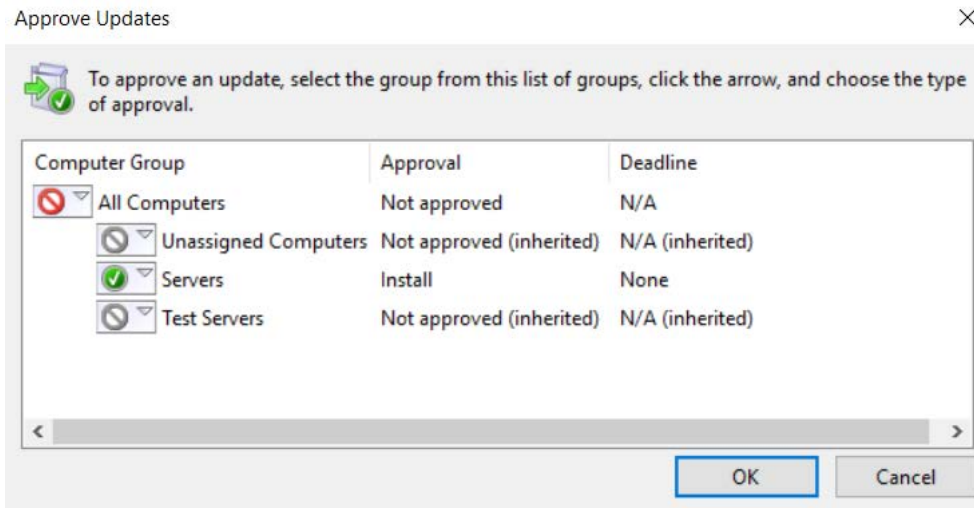 Approve Updates
To approve an update, select the group from this list of groups, click the arrow, and choose the type
of approval.
Computer Group Approval Deadline
All Computers Not approved N/A
Unassigned Computers Not approved (inherited) N/A (inherited)
Servers Install None
Test Servers Not approved (inherited) N/A (inherited)
OK Cancel